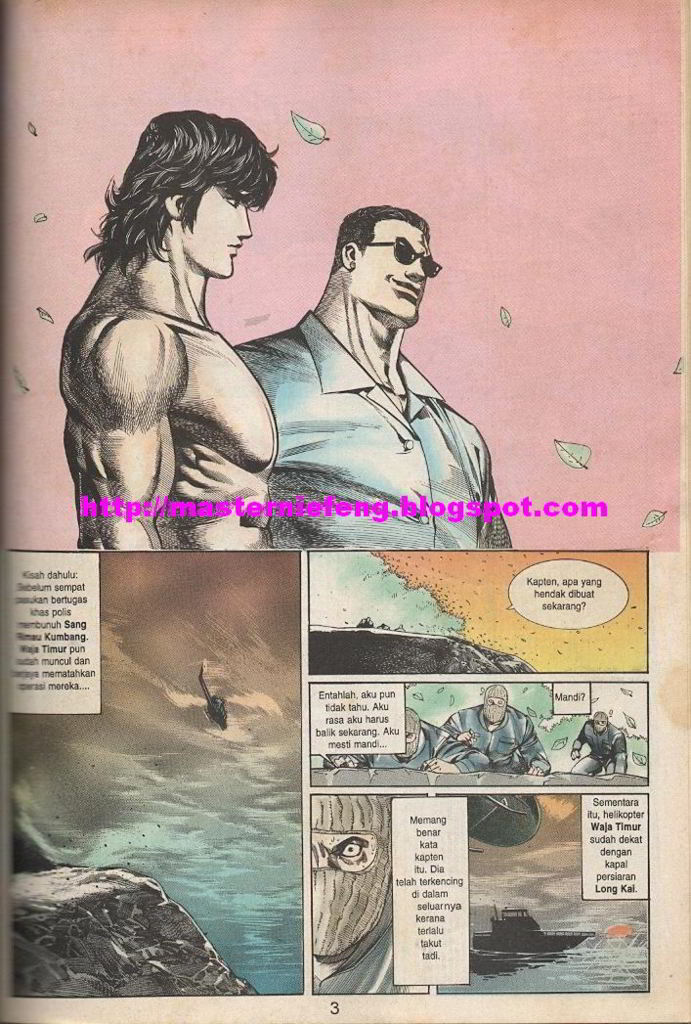 http://masterniefeng.blogspot.com
Kisah dahulu:
Sebelum sempat
pasukan bertugas
khas polis
membunuh Sang
Rimau Kumbang.
Waja Timur pun
sudah muncul dan
berjaya mematahkan
operasi mereka....
Kapten, apa yang
hendak dibuat
sekarang?
Entahlah, aku pun
tidak tahu. Aku
rasa aku harus
balik sekarang. Aku
mesti mandi...
Mandi?
Memang
benar
kata
kapten
itu. Dia
telah terkencing
di dalam
seluarnya
kerana
terlalu
takut
tadi.
Sementara
itu, helikopter
Waja Timur
sudah dekat
dengan
kapal
persiaran
Long Kai.
3